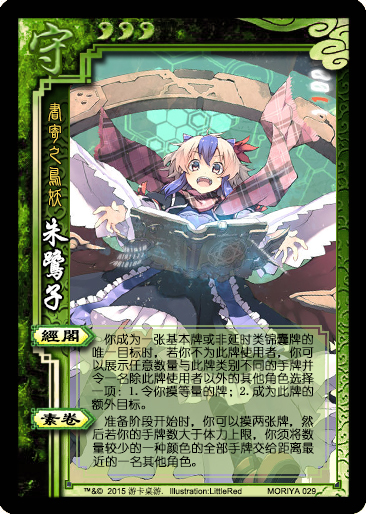 守
書寄之鳥妖
朱鷺子
經閣
你成为一张基本牌或非延时类锦囊牌的
唯一目标时，若你不为此牌使用者，你可
以展示任意数量与此牌类别不同的手牌并
令一名除此牌使用者以外的其他角色选择
一项：1.令你摸等量的牌；2.成为此牌的
额外目标。
素卷
准备阶段开始时，你可以摸两张牌，然
后若你的手牌数大于体力上限，你须将数
量较少的一种颜色的全部手牌交给距离最
近的一名其他角色。
™&© 2015 游卡桌游. Illustration:LittleRed MORIYA 029